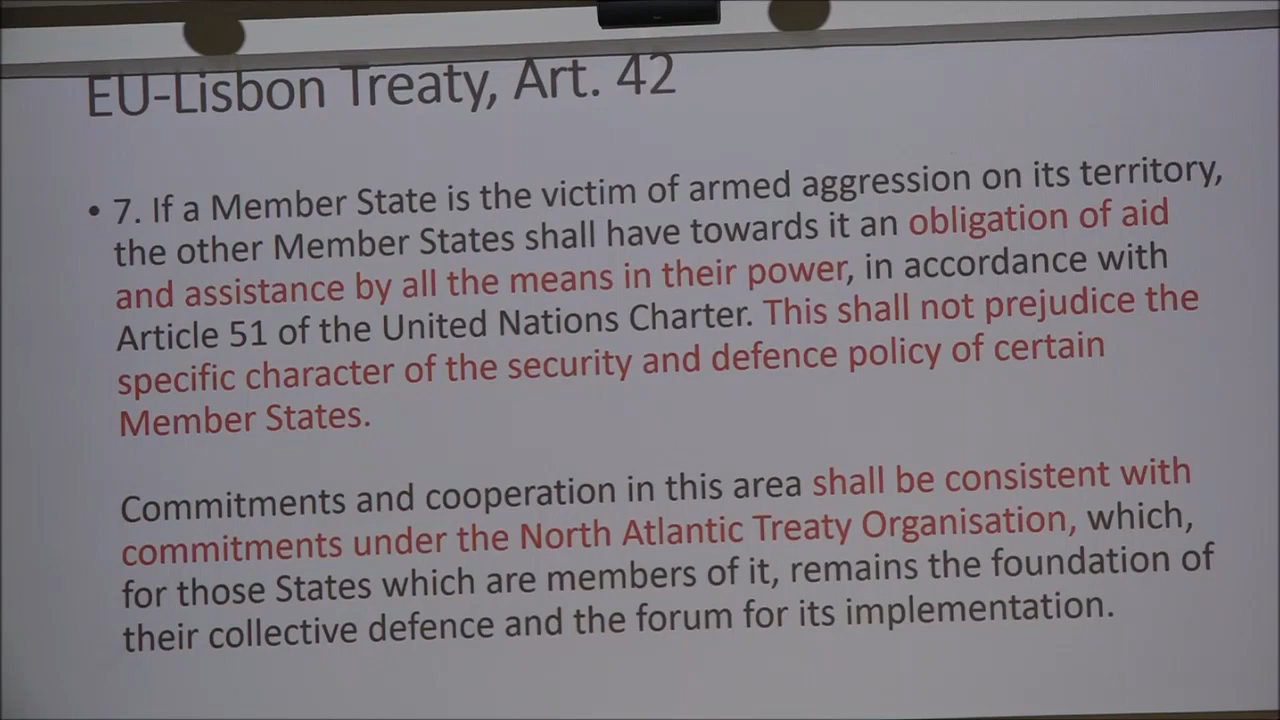 EU-Lisbon Treaty, Art. 42
• 7. If a Member State is the victim of armed aggression on its territory,
the other Member States shall have towards it an obligation of aid
and assistance by all the means in their power, in accordance with
Article 51 of the United Nations Charter. This shall not prejudice the
specific character of the security and defence policy of certain
Member States.
Commitments and cooperation in this area shall be consistent with
commitments under the North Atlantic Treaty Organisation, which,
for those States which are members of it, remains the foundation of
their collective defence and the forum for its implementation.